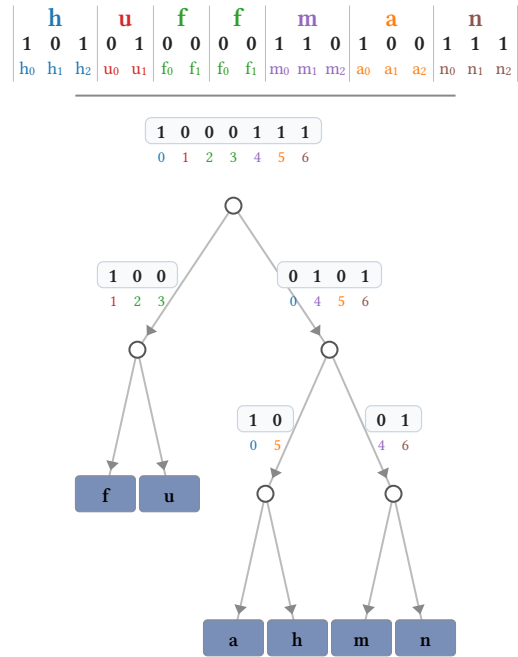 h u f f m a n
1 0 1 0 1 0 0 0 0 1 1 0 1 0 0 1 1 1
h₀ h₁ h₂ u₀ u₁ f₀ f₁ f₀ f₁ m₀ m₁ m₂ a₀ a₁ a₂ n₀ n₁ n₂
1 0 0 0 1 1 1
0 1 2 3 4 5 6
1 0 0 0 1 0 1
1 2 3 0 4 5 6
1 0 0 1
0 5 4 6
f u
a h m n